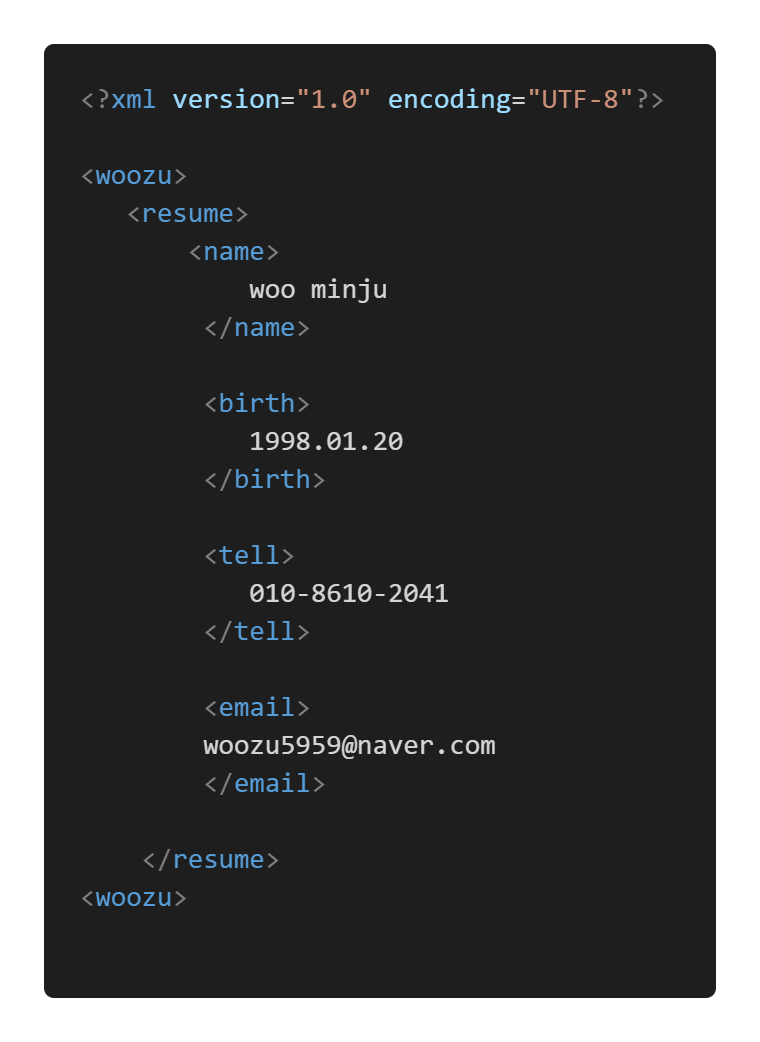 <?xml version="1.0" encoding="UTF-8"?>
<woozu>
<resume>
<name>
woo minju
</name>
<birth>
1998.01.20
</birth>
<tell>
010-8610-2041
</tell>
<email>
woozu5959@naver.com
</email>
</resume>
<woozu>